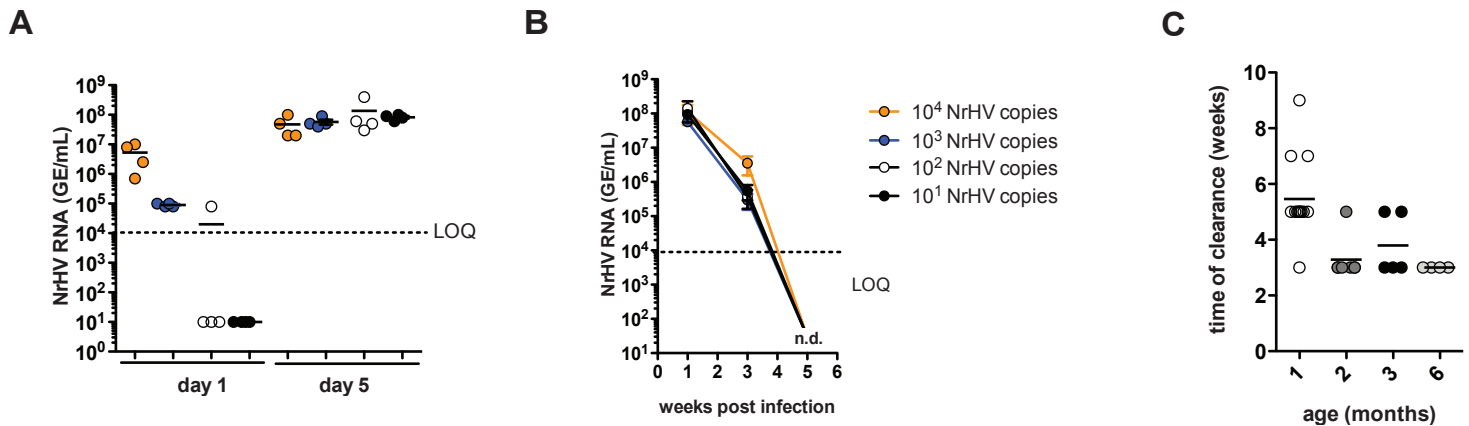 A
NrHV RNA (GE/mL)
10⁹
10⁸
10⁷
10⁶
10⁵
10⁴
10³
10²
10¹
10⁰
LOQ
day 1
day 5
B
NrHV RNA (GE/mL)
10⁹
10⁸
10⁷
10⁶
10⁵
10⁴
10³
10²
10¹
LOQ
n.d.
0 1 2 3 4 5 6
weeks post infection
10⁴ NrHV copies
10³ NrHV copies
10² NrHV copies
10¹ NrHV copies
C
time of clearance (weeks)
10
8
6
4
2
0
1 2 3 6
age (months)